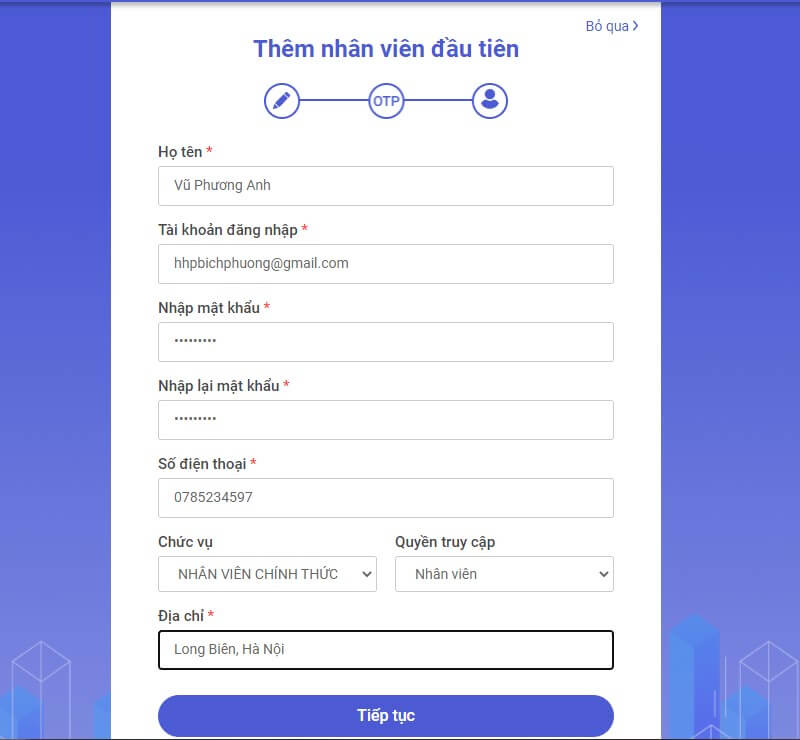 Bỏ qua
Thêm nhân viên đầu tiên
OTP
Họ tên *
Vũ Phương Anh
Tài khoản đăng nhập *
hhpbichphuong@gmail.com
Nhập mật khẩu *
•••••••••
Nhập lại mật khẩu *
•••••••••
Số điện thoại *
0785234597
Chức vụ Quyền truy cập
NHÂN VIÊN CHÍNH THỨC Nhân viên
Địa chỉ *
Long Biên, Hà Nội
Tiếp tục